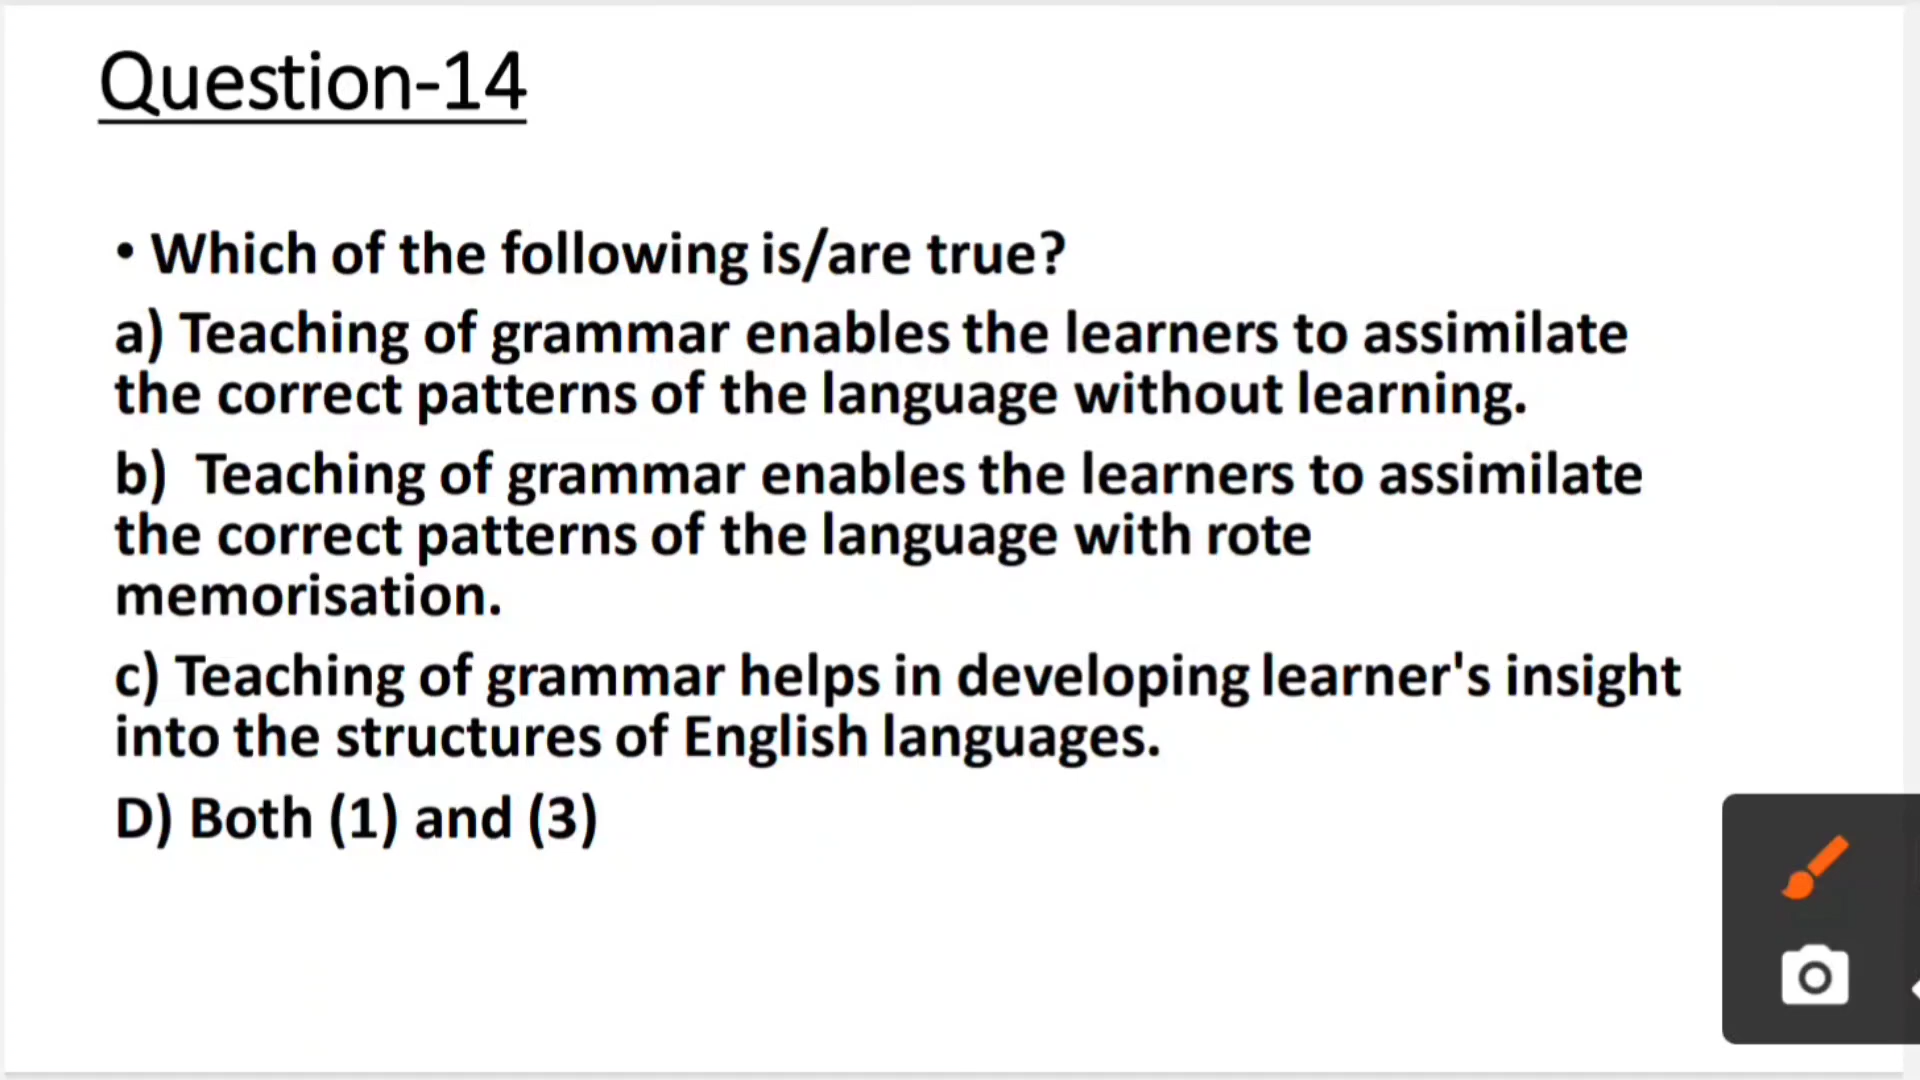 Question-14
• Which of the following is/are true?
a) Teaching of grammar enables the learners to assimilate
the correct patterns of the language without learning.
b)  Teaching of grammar enables the learners to assimilate
the correct patterns of the language with rote
memorisation.
c) Teaching of grammar helps in developing learner's insight
into the structures of English languages.
D) Both (1) and (3)